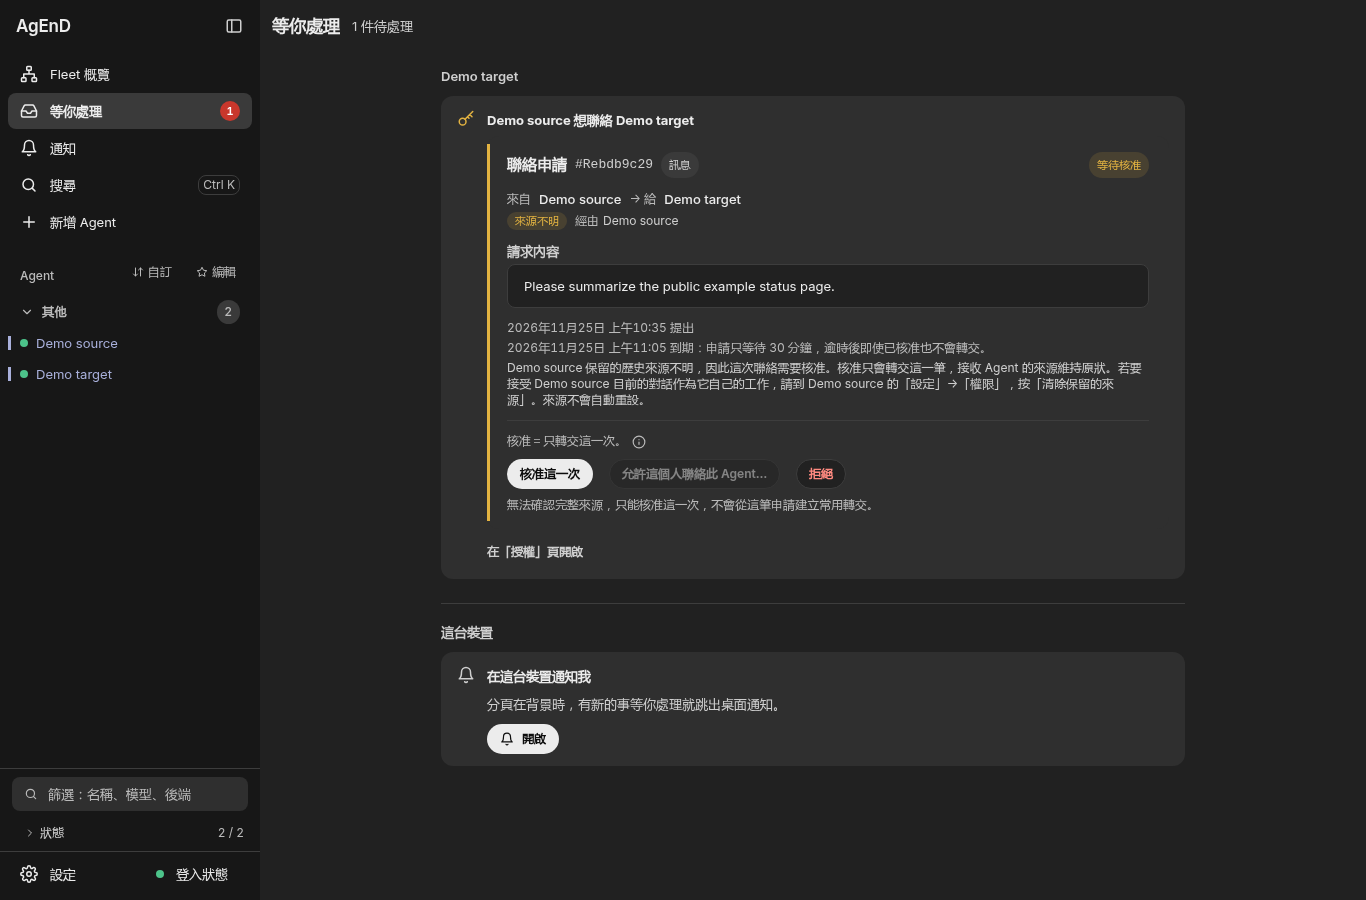 AgEnD
Fleet 概覽
等你處理 1
通知
搜尋 Ctrl K
新增 Agent
Agent 自訂 編輯
其他 2
Demo source
Demo target
篩選：名稱、模型、後端
狀態 2 / 2
設定 登入狀態
等你處理 1 件待處理
Demo target
Demo source 想聯絡 Demo target
聯絡申請 #Rebdb9c29 訊息 等待核准
來自 Demo source → 給 Demo target
來源不明 經由 Demo source
請求內容
Please summarize the public example status page.
2026年11月25日 上午10:35 提出
2026年11月25日 上午11:05 到期：申請只等待 30 分鐘，逾時後即使已核准也不會轉交。
Demo source 保留的歷史來源不明，因此這次聯絡需要核准。核准只會轉交這一筆，接收 Agent 的來源維持原狀。若要
接受 Demo source 目前的對話作為它自己的工作，請到 Demo source 的「設定」→「權限」，按「清除保留的來
源」。來源不會自動重設。
核准 = 只轉交這一次。
核准這一次 允許這個人聯絡此 Agent... 拒絕
無法確認完整來源，只能核准這一次，不會從這筆申請建立常用轉交。
在「授權」頁開啟
這台裝置
在這台裝置通知我
分頁在背景時，有新的事等你處理就跳出桌面通知。
開啟